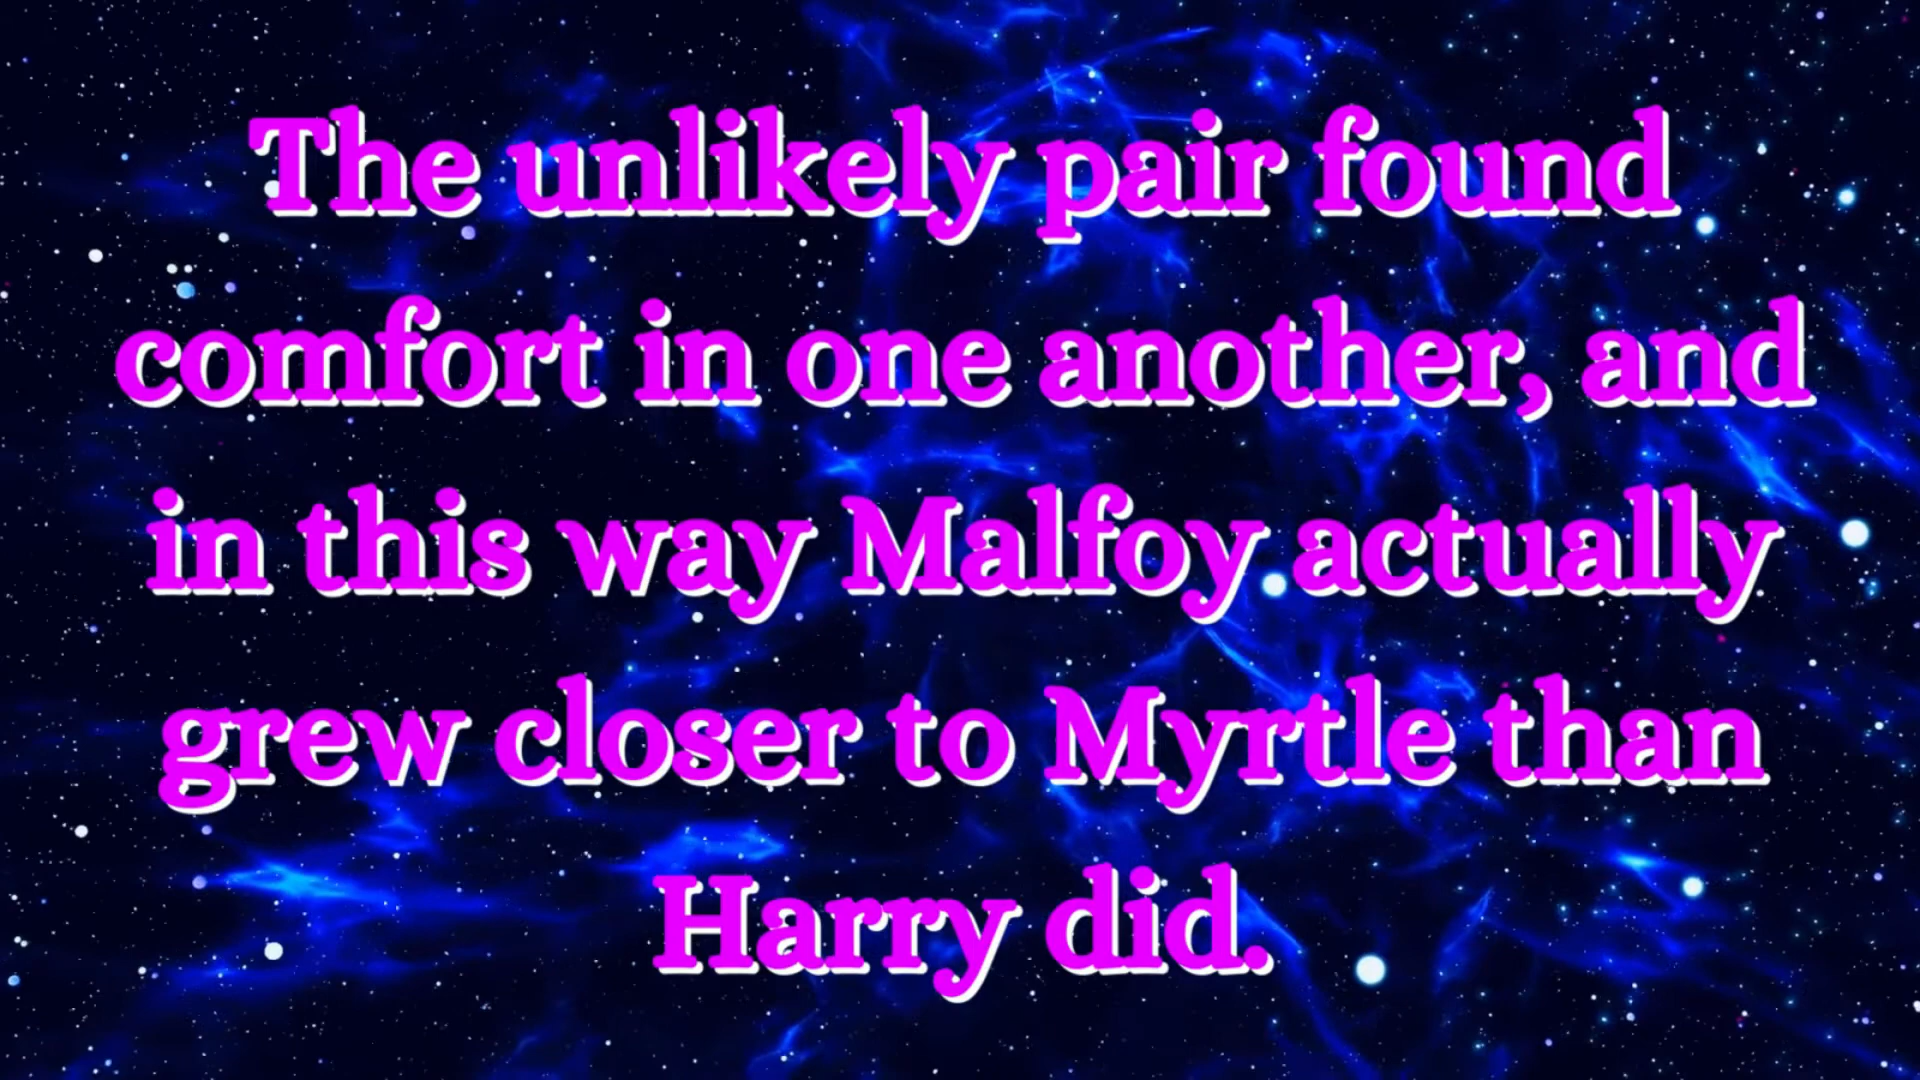 The unlikely pair found
comfort in one another, and
in this way Malfoy actually
grew closer to Myrtle than
Harry did.